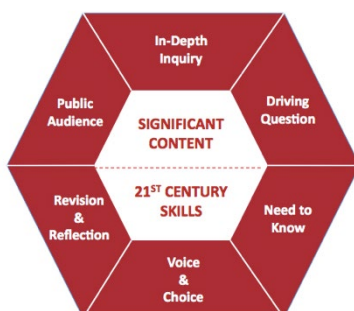 In-Depth
Inquiry
Public
Audience
Driving
Question
SIGNIFICANT
CONTENT
21ST CENTURY
SKILLS
Revision
&
Reflection
Need to
Know
Voice
&
Choice